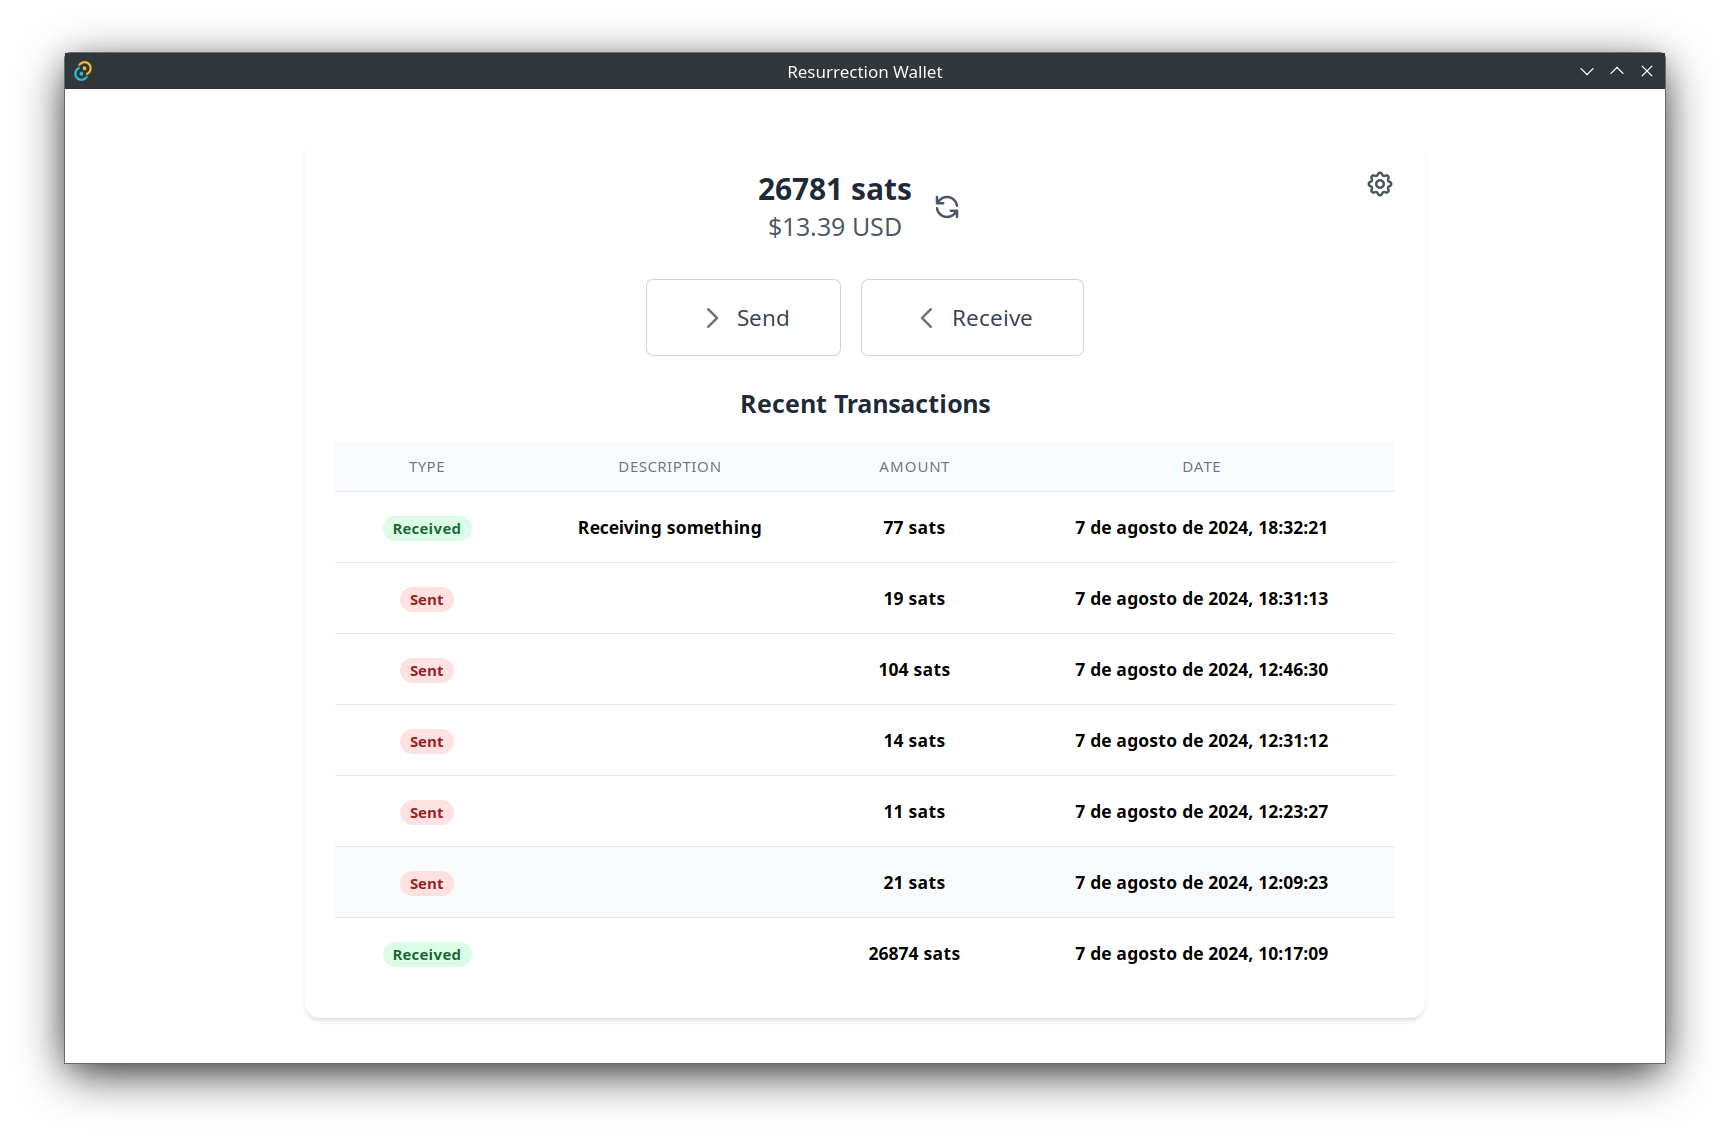 Resurrection Wallet
26781 sats
$13.39 USD
Send
Receive
Recent Transactions
TYPE DESCRIPTION AMOUNT DATE
Received Receiving something 77 sats 7 de agosto de 2024, 18:32:21
Sent 19 sats 7 de agosto de 2024, 18:31:13
Sent 104 sats 7 de agosto de 2024, 12:46:30
Sent 14 sats 7 de agosto de 2024, 12:31:12
Sent 11 sats 7 de agosto de 2024, 12:23:27
Sent 21 sats 7 de agosto de 2024, 12:09:23
Received 26874 sats 7 de agosto de 2024, 10:17:09